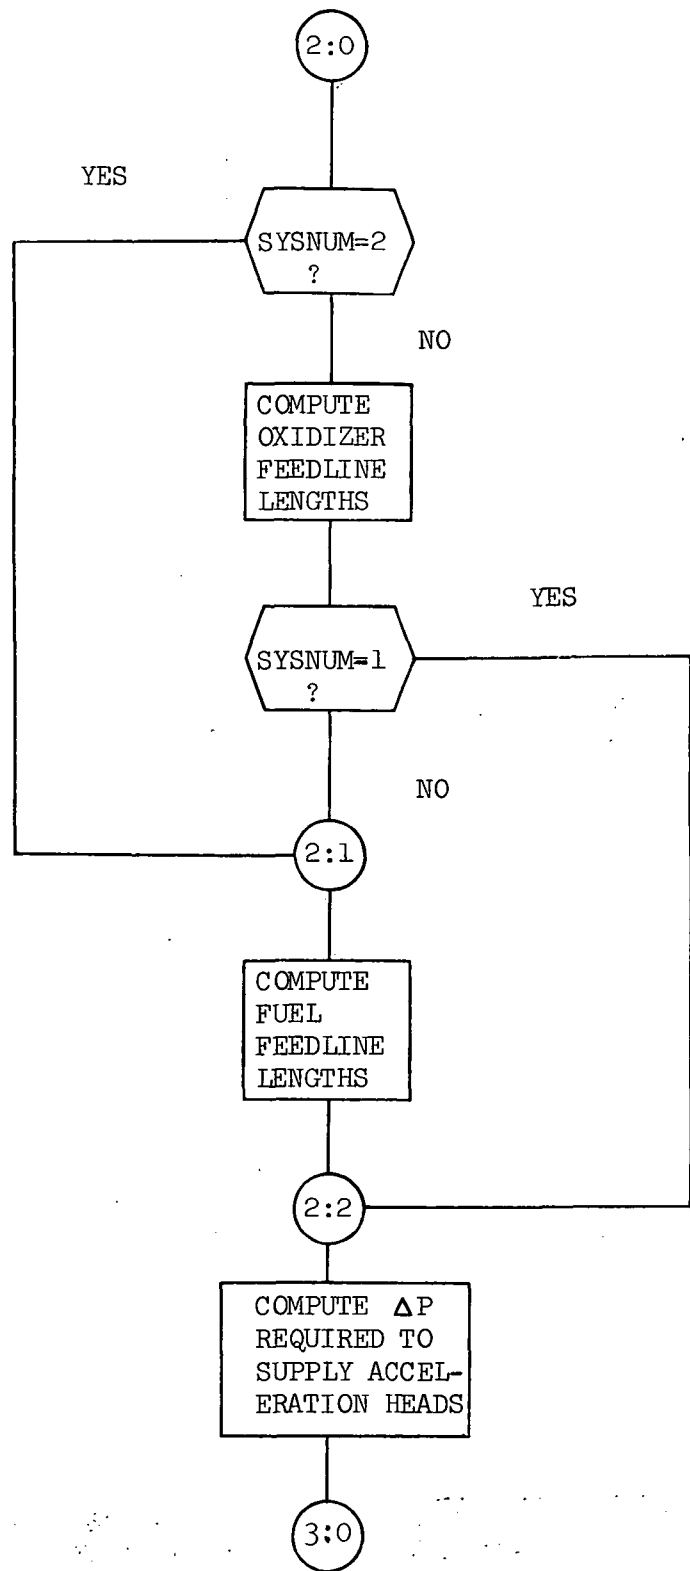 2:0
YES
SYSNUM=2
?
NO
COMPUTE
OXIDIZER
FEEDLINE
LENGTHS
YES
SYSNUM=1
?
NO
2:1
COMPUTE
FUEL
FEEDLINE
LENGTHS
2:2
COMPUTE ΔP
REQUIRED TO
SUPPLY ACCEL-
ERATION HEADS
3:0